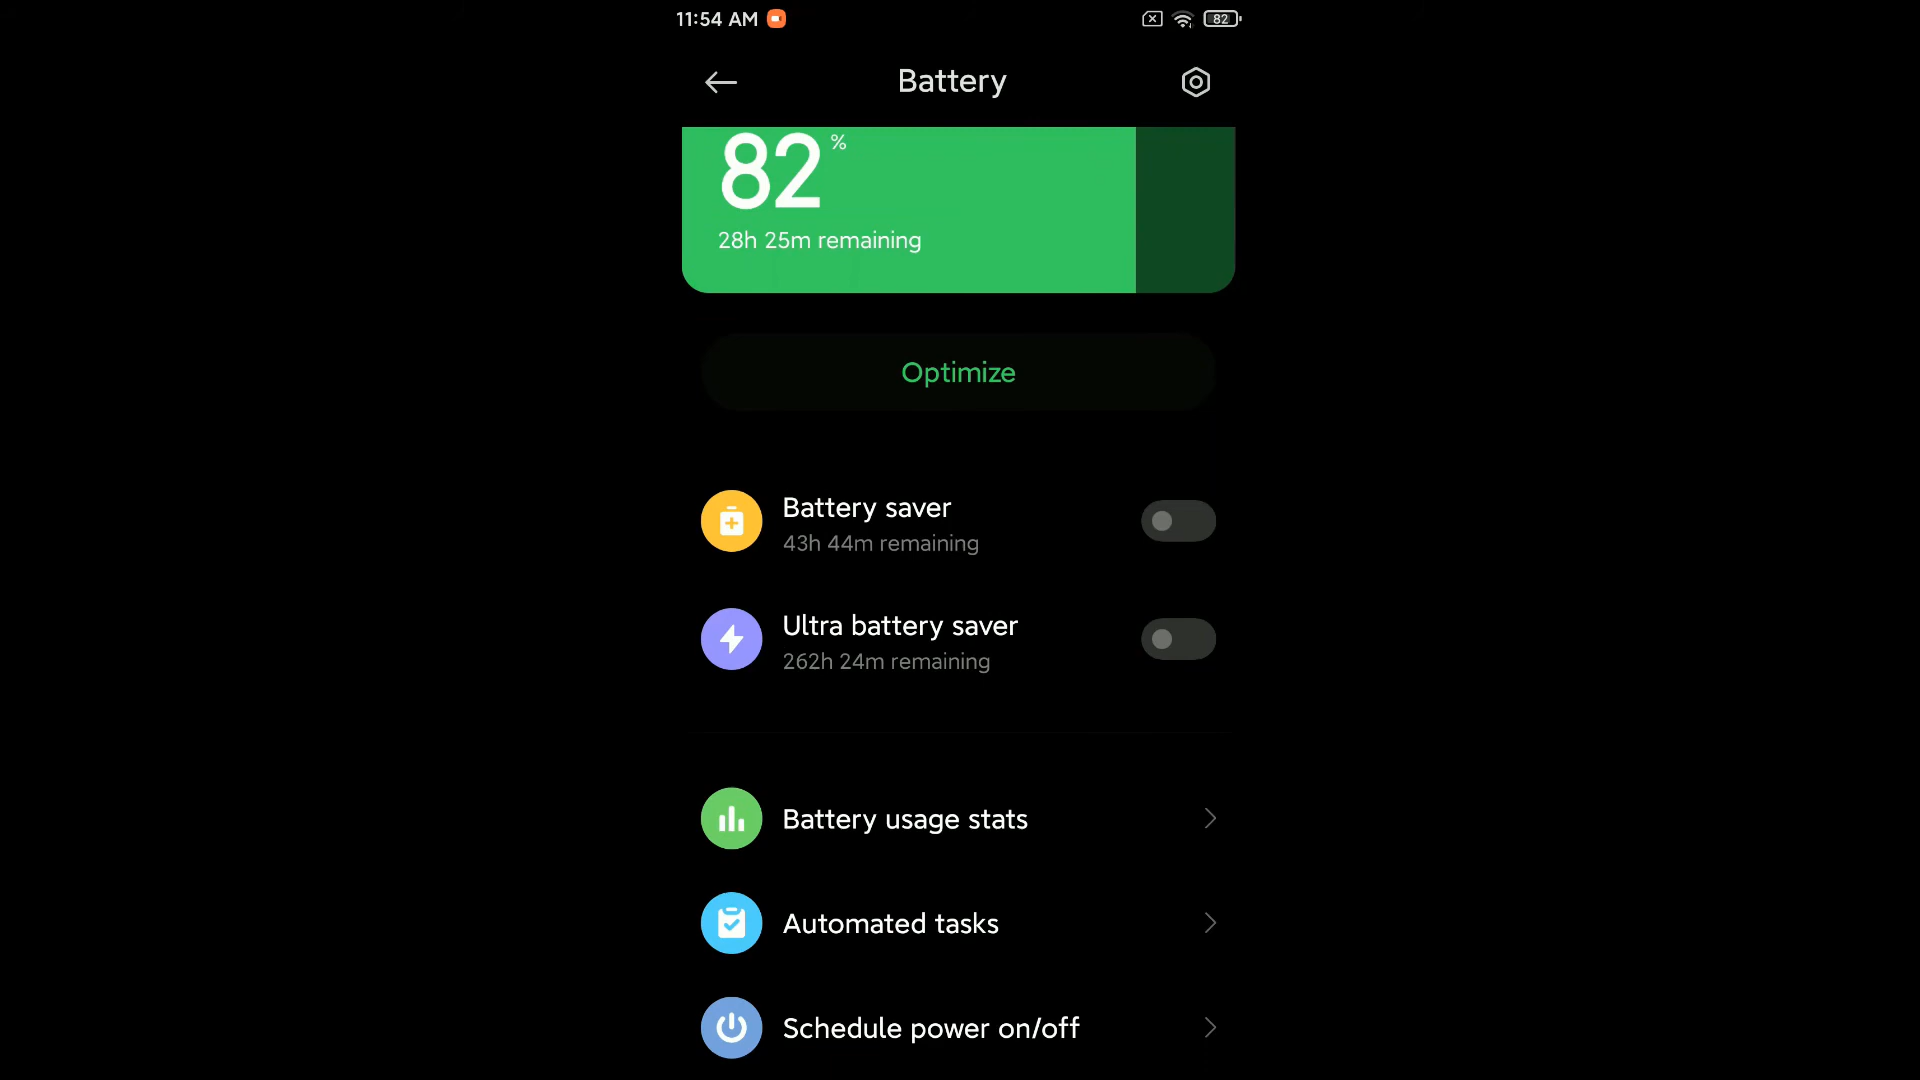 11:54 AM
82
Battery
82%
28h 25m remaining
Optimize
Battery saver
43h 44m remaining
Ultra battery saver
262h 24m remaining
Battery usage stats
Automated tasks
Schedule power on/off